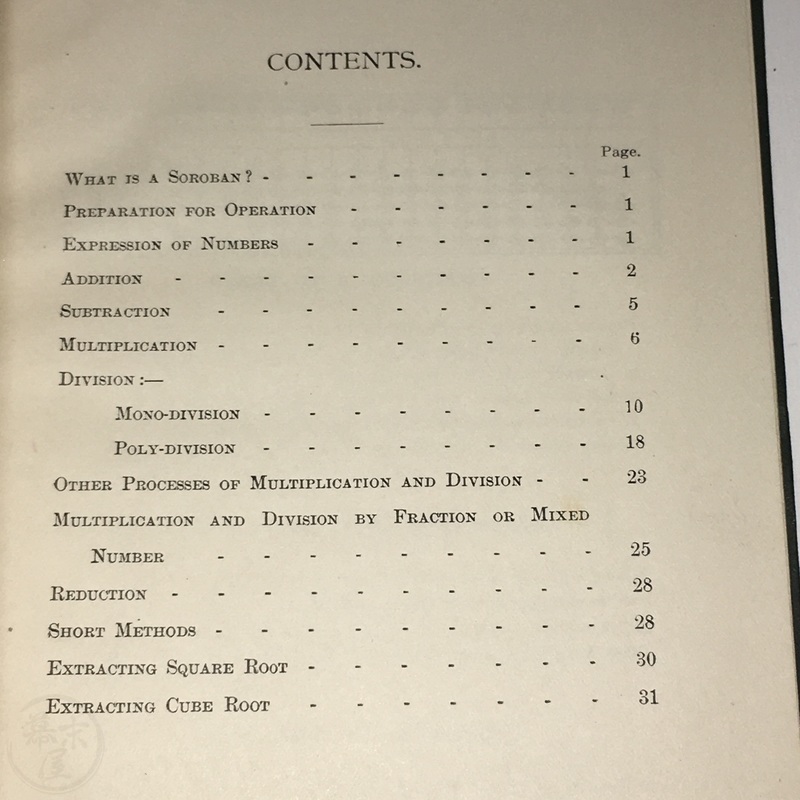 CONTENTS.
Page.
WHAT IS A SOROBAN? - - - - - - - - 1
PREPARATION FOR OPERATION - - - - - - 1
EXPRESSION OF NUMBERS - - - - - - - 1
ADDITION - - - - - - - - - - 2
SUBTRACTION - - - - - - - - - 5
MULTIPLICATION - - - - - - - - - 6
DIVISION :—
MONO-DIVISION - - - - - - - - 10
POLY-DIVISION - - - - - - - - 18
OTHER PROCESSES OF MULTIPLICATION AND DIVISION - - 23
MULTIPLICATION AND DIVISION BY FRACTION OR MIXED
NUMBER - - - - - - - - - 25
REDUCTION - - - - - - - - - - 28
SHORT METHODS - - - - - - - - - 28
EXTRACTING SQUARE ROOT - - - - - - - 30
EXTRACTING CUBE ROOT - - - - - - - 31